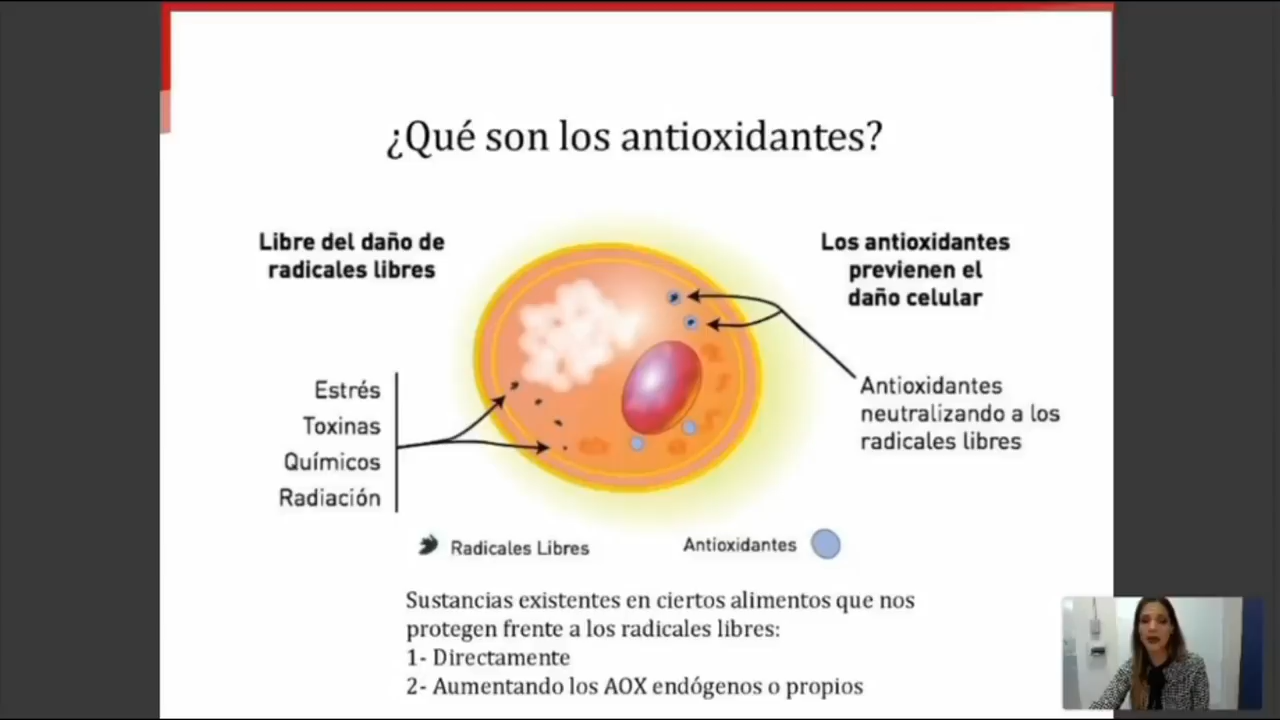 ¿Qué son los antioxidantes?
Libre del daño de
radicales libres
Los antioxidantes
previenen el
daño celular
Estrés
Toxinas
Químicos
Radiación
Antioxidantes
neutralizando a los
radicales libres
Radicales Libres
Antioxidantes
Sustancias existentes en ciertos alimentos que nos
protegen frente a los radicales libres:
1- Directamente
2- Aumentando los AOX endógenos o propios